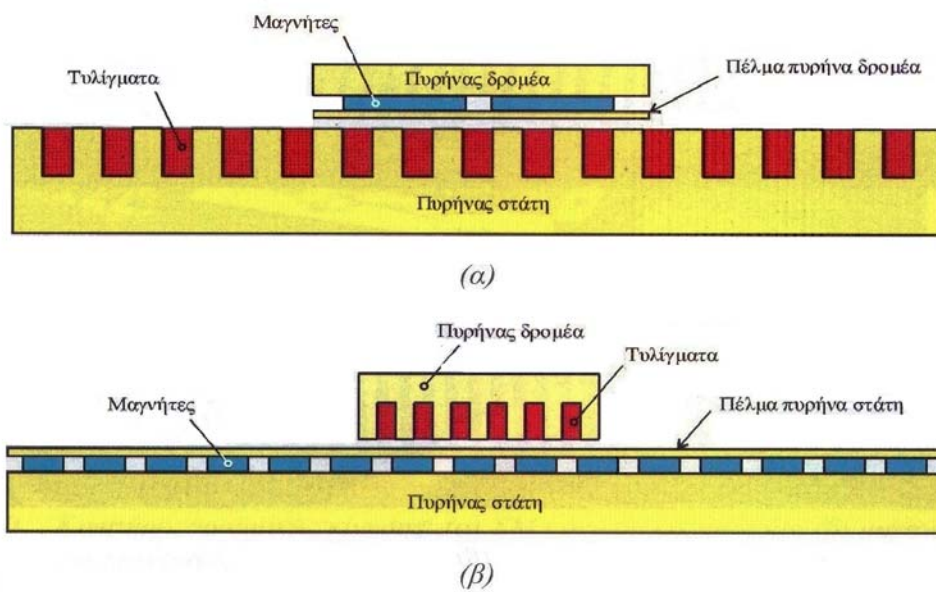 Μαγνήτες
Τυλίγματα
Πυρήνας δρομέα
Πέλμα πυρήνα δρομέα
Πυρήνας στάτη
(α)
Πυρήνας δρομέα
Τυλίγματα
Μαγνήτες
Πέλμα πυρήνα στάτη
Πυρήνας στάτη
(β)